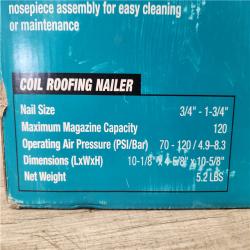 nosepiece assembly for easy cleaning
or maintenance
COIL ROOFING NAILER
Nail Size 3/4" - 1-3/4"
Maximum Magazine Capacity 120
Operating Air Pressure (PSI/Bar) 70 - 120 / 4.9-8.3
Dimensions (LxWxH) 10-1/8" x 4-5/8" x 10-5/8"
Net Weight 5.2 LBS